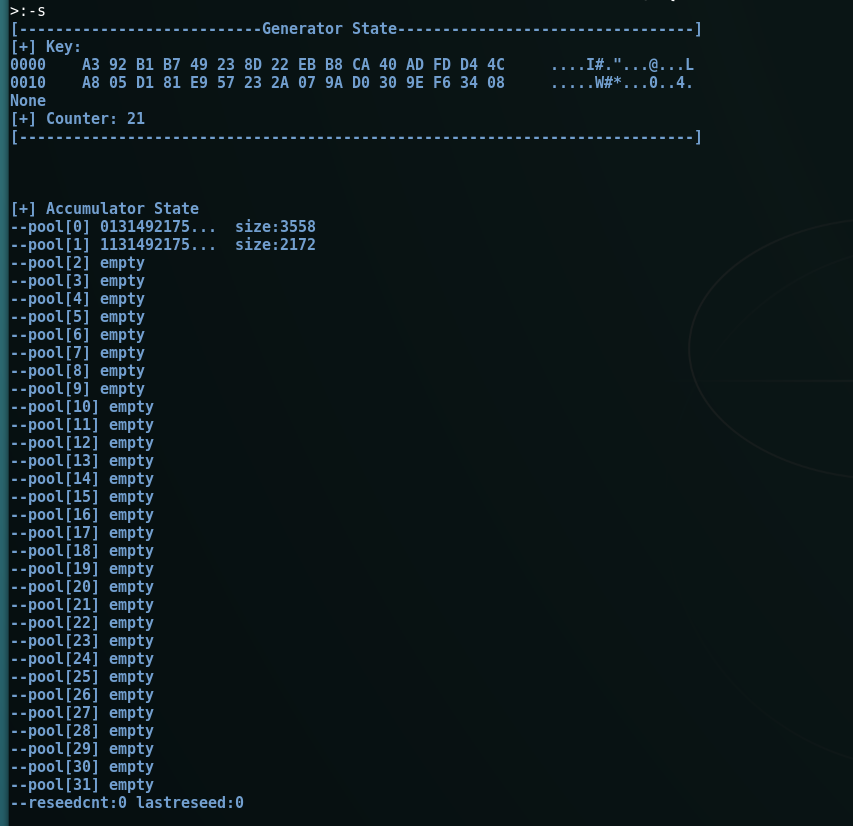 >:-s
[---------------------------Generator State---------------------------------]
[+] Key:
0000    A3 92 B1 B7 49 23 8D 22 EB B8 CA 40 AD FD D4 4C     ....I#."...@...L
0010    A8 05 D1 81 E9 57 23 2A 07 9A D0 30 9E F6 34 08     .....W#*...0..4.
None
[+] Counter: 21
[---------------------------------------------------------------------------]
[+] Accumulator State
--pool[0] 0131492175...  size:3558
--pool[1] 1131492175...  size:2172
--pool[2] empty
--pool[3] empty
--pool[4] empty
--pool[5] empty
--pool[6] empty
--pool[7] empty
--pool[8] empty
--pool[9] empty
--pool[10] empty
--pool[11] empty
--pool[12] empty
--pool[13] empty
--pool[14] empty
--pool[15] empty
--pool[16] empty
--pool[17] empty
--pool[18] empty
--pool[19] empty
--pool[20] empty
--pool[21] empty
--pool[22] empty
--pool[23] empty
--pool[24] empty
--pool[25] empty
--pool[26] empty
--pool[27] empty
--pool[28] empty
--pool[29] empty
--pool[30] empty
--pool[31] empty
--reseedcnt:0 lastreseed:0